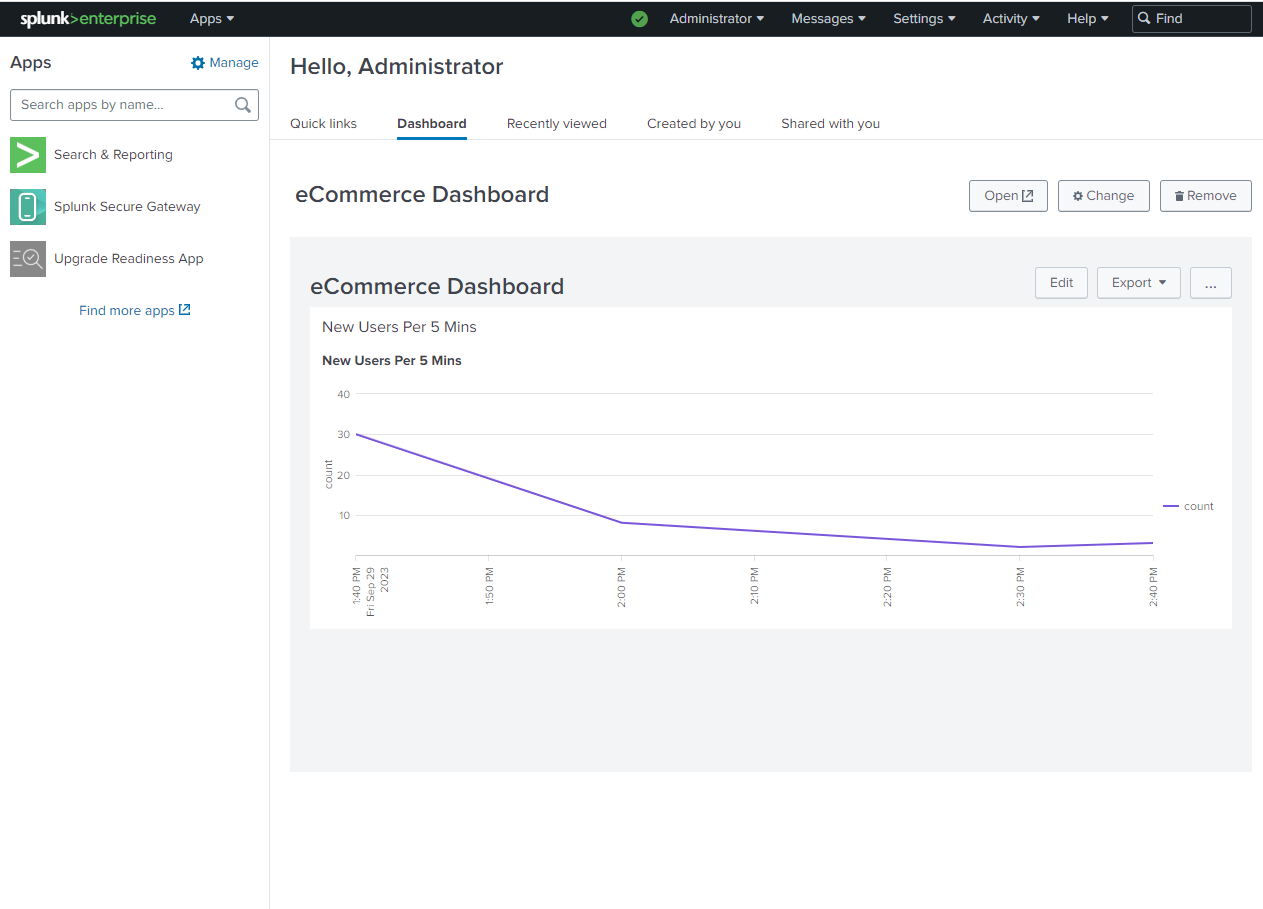 splunk>enterprise Apps Administrator Messages Settings Activity Help Find
Apps Manage
Search apps by name...
Search & Reporting
Splunk Secure Gateway
Upgrade Readiness App
Find more apps
Hello, Administrator
Quick links Dashboard Recently viewed Created by you Shared with you
eCommerce Dashboard Open Change Remove
eCommerce Dashboard Edit Export ...
New Users Per 5 Mins
New Users Per 5 Mins
40
30
20
10
count
count
1:40 PM
Fri Sep 29
2023
1:50 PM
2:00 PM
2:10 PM
2:20 PM
2:30 PM
2:40 PM